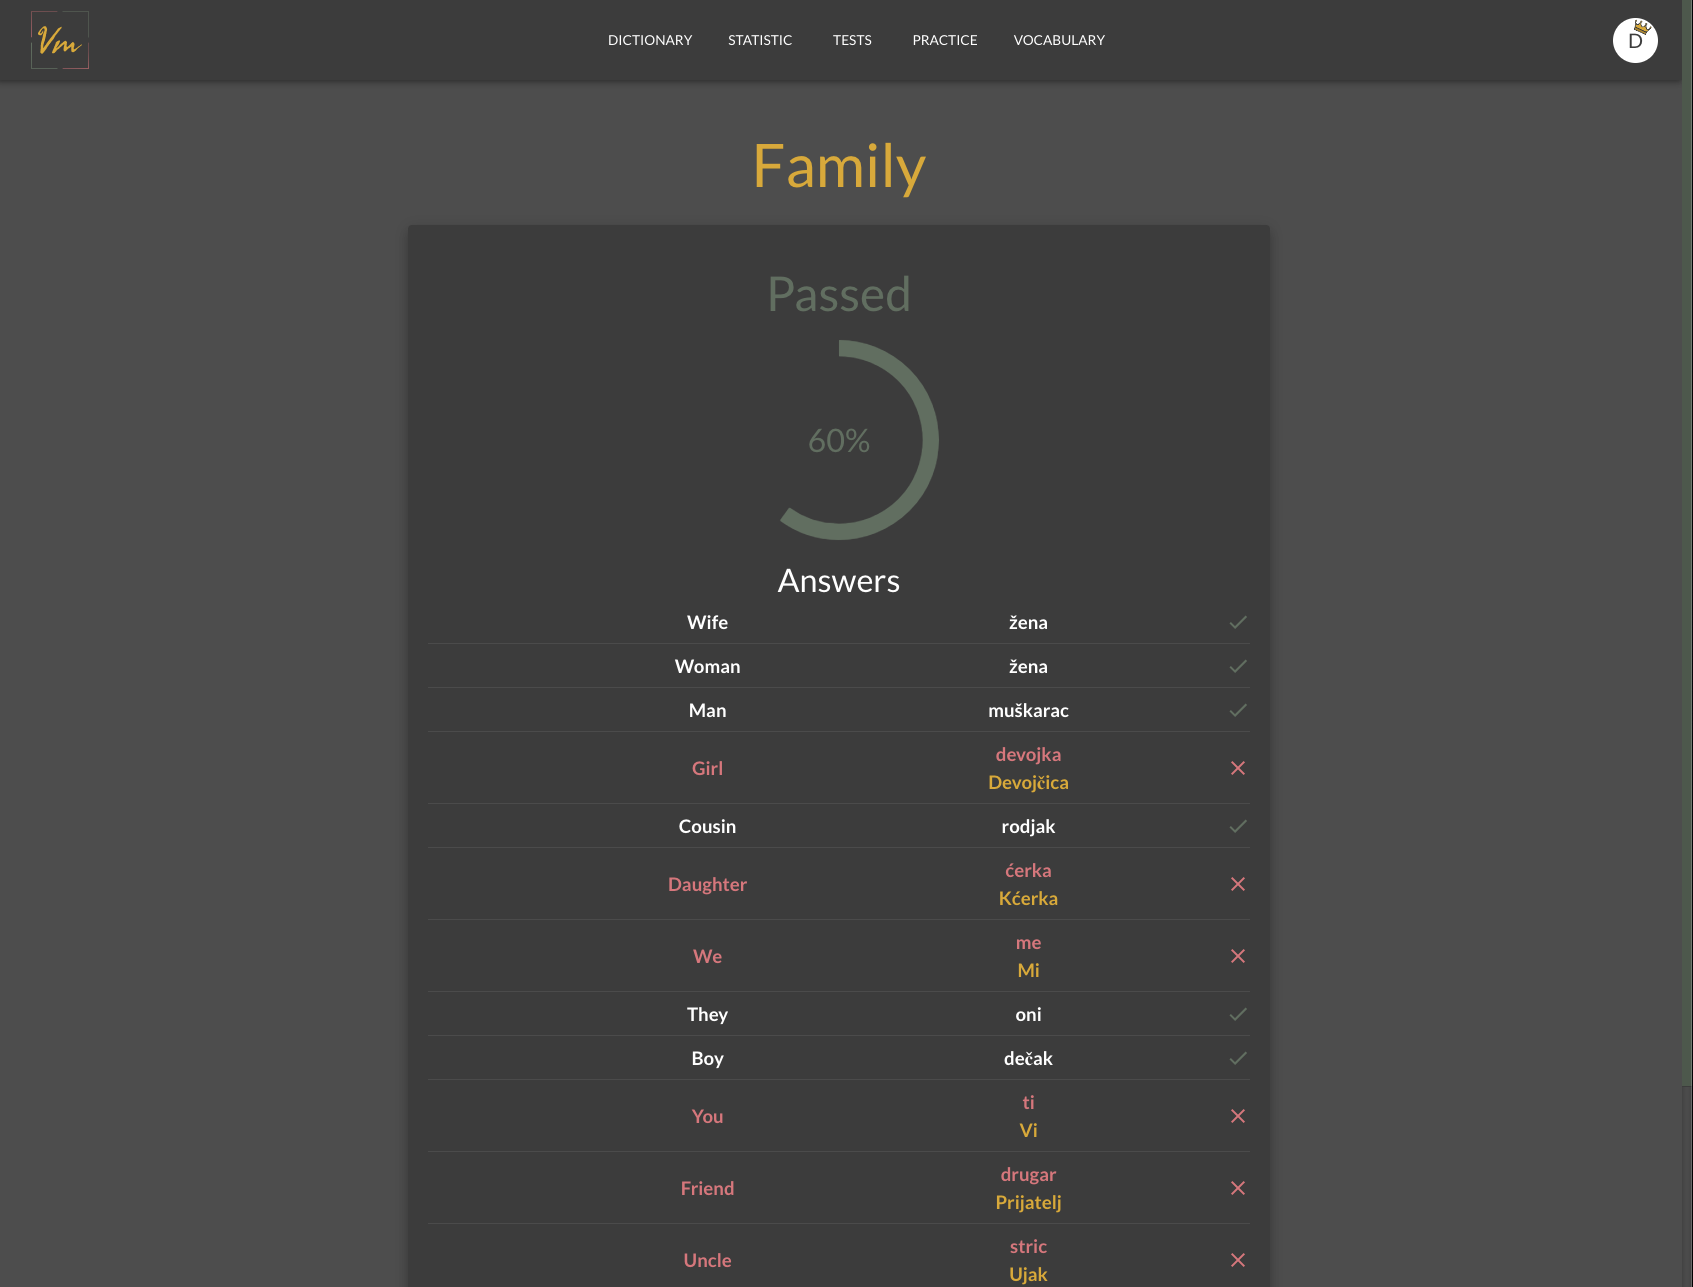 Vm
DICTIONARY STATISTIC TESTS PRACTICE VOCABULARY
D
Family
Passed
60%
Answers
Wife žena
Woman žena
Man muškarac
Girl devojka
Devojčica
Cousin rodjak
Daughter ćerka
Kćerka
We me
Mi
They oni
Boy dečak
You ti
Vi
Friend drugar
Prijatelj
Uncle stric
Ujak